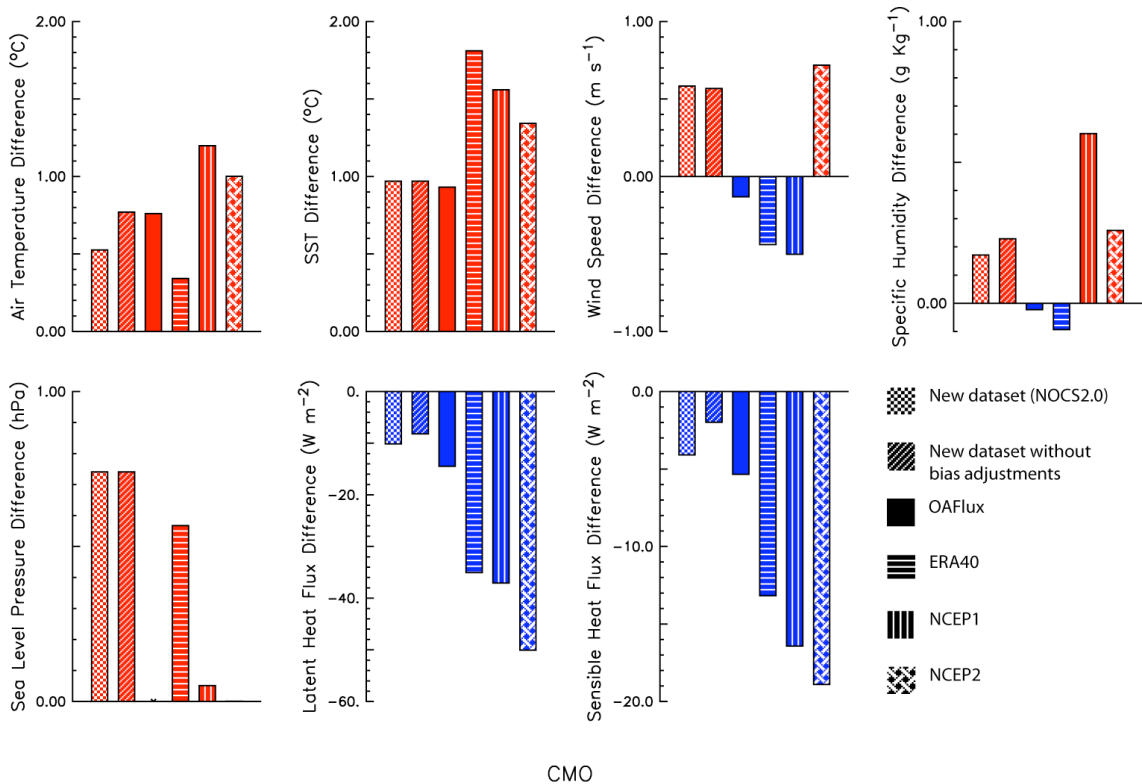 Air Temperature Difference (°C)
2.00
1.00
0.00
SST Difference (°C)
2.00
1.00
0.00
Wind Speed Difference (m s⁻¹)
1.00
0.00
-1.00
Specific Humidity Difference (g Kg⁻¹)
1.00
0.00
Sea Level Pressure Difference (hPa)
1.00
0.00
Latent Heat Flux Difference (W m⁻²)
0.
-20.
-40.
-60.
Sensible Heat Flux Difference (W m⁻²)
0.0
-10.0
-20.0
New dataset (NOCS2.0)
New dataset without
bias adjustments
OAFlux
ERA40
NCEP1
NCEP2
CMO